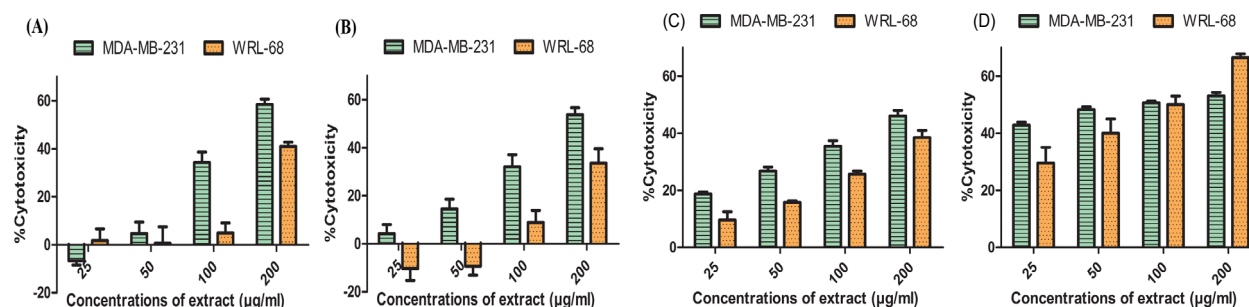 (A)
MDA-MB-231 WRL-68
%Cytotoxicity
60
40
20
0
-20
25 50 100 200
Concentrations of extract (µg/ml)
(B)
MDA-MB-231 WRL-68
%Cytotoxicity
60
40
20
0
-20
25 50 100 200
Concentrations of extract (µg/ml)
(C)
MDA-MB-231 WRL-68
%Cytotoxicity
60
40
20
0
25 50 100 200
Concentrations of extract (µg/ml)
(D)
MDA-MB-231 WRL-68
%Cytotoxicity
60
40
20
0
25 50 100 200
Concentrations of extract (µg/ml)